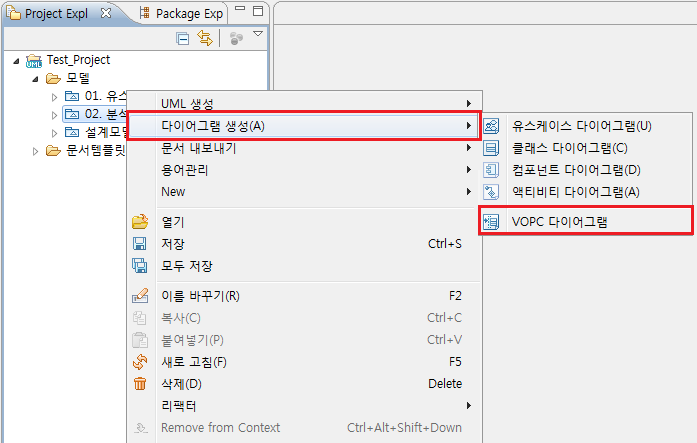 Project Expl
Package Exp
Test_Project
UML
모델
01. 유스
02. 분석
설계모
문서템플릿
UML 생성
다이어그램 생성(A)
문서 내보내기
용어관리
New
열기
저장 Ctrl+S
모두 저장
이름 바꾸기(R) F2
복사(C) Ctrl+C
붙여넣기(P) Ctrl+V
새로 고침(F) F5
삭제(D) Delete
리팩터
Remove from Context Ctrl+Alt+Shift+Down
유스케이스 다이어그램(U)
클래스 다이어그램(C)
컴포넌트 다이어그램(D)
액티비티 다이어그램(A)
VOPC 다이어그램